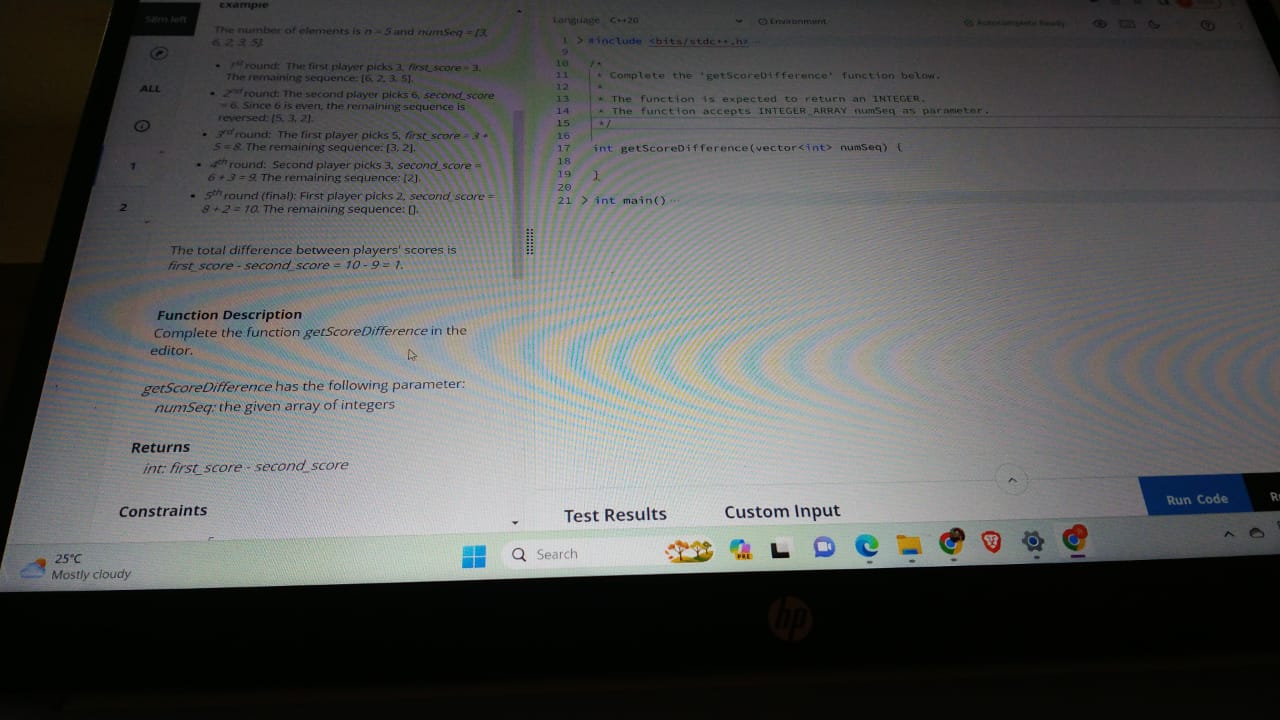 Example
58m left
The number of elements is n = 5 and numSeq = [3,
6, 2, 3, 5].
1st round: The first player picks 3, first_score = 3.
The remaining sequence: [6, 2, 3, 5].
ALL
2nd round: The second player picks 6, second_score
= 6. Since 6 is even, the remaining sequence is
reversed: [5, 3, 2].
3rd round: The first player picks 5, first_score = 3 +
5 = 8. The remaining sequence: [3, 2].
1
4th round: Second player picks 3, second_score =
6 + 3 = 9. The remaining sequence: [2].
5th round (final): First player picks 2, second_score =
2
8 + 2 = 10. The remaining sequence: [].
The total difference between players' scores is
first_score - second_score = 10 - 9 = 1.
Function Description
Complete the function getScoreDifference in the
editor.
getScoreDifference has the following parameter:
numSeq: the given array of integers
Returns
int: first_score - second_score
Constraints
Language C++20
Environment
Autocomplete Ready
1 > #include <bits/stdc++.h> ...
9
10 /*
11 * Complete the 'getScoreDifference' function below.
12 *
13 * The function is expected to return an INTEGER.
14 * The function accepts INTEGER_ARRAY numSeq as parameter.
15 */
16
17 int getScoreDifference(vector<int> numSeq) {
18
19 }
20
21 > int main() ...
Test Results
Custom Input
Run Code
R
25°C
Mostly cloudy
Search
PRE
hp